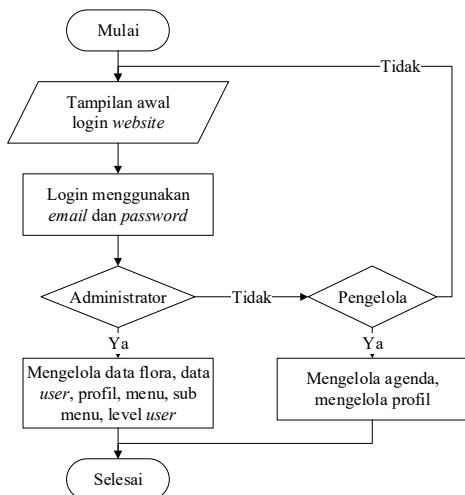 Mulai
Tidak
Tampilan awal
login website
Login menggunakan
email dan password
Administrator
Tidak
Pengelola
Ya
Ya
Mengelola data flora, data
user, profil, menu, sub
menu, level user
Mengelola agenda,
mengelola profil
Selesai